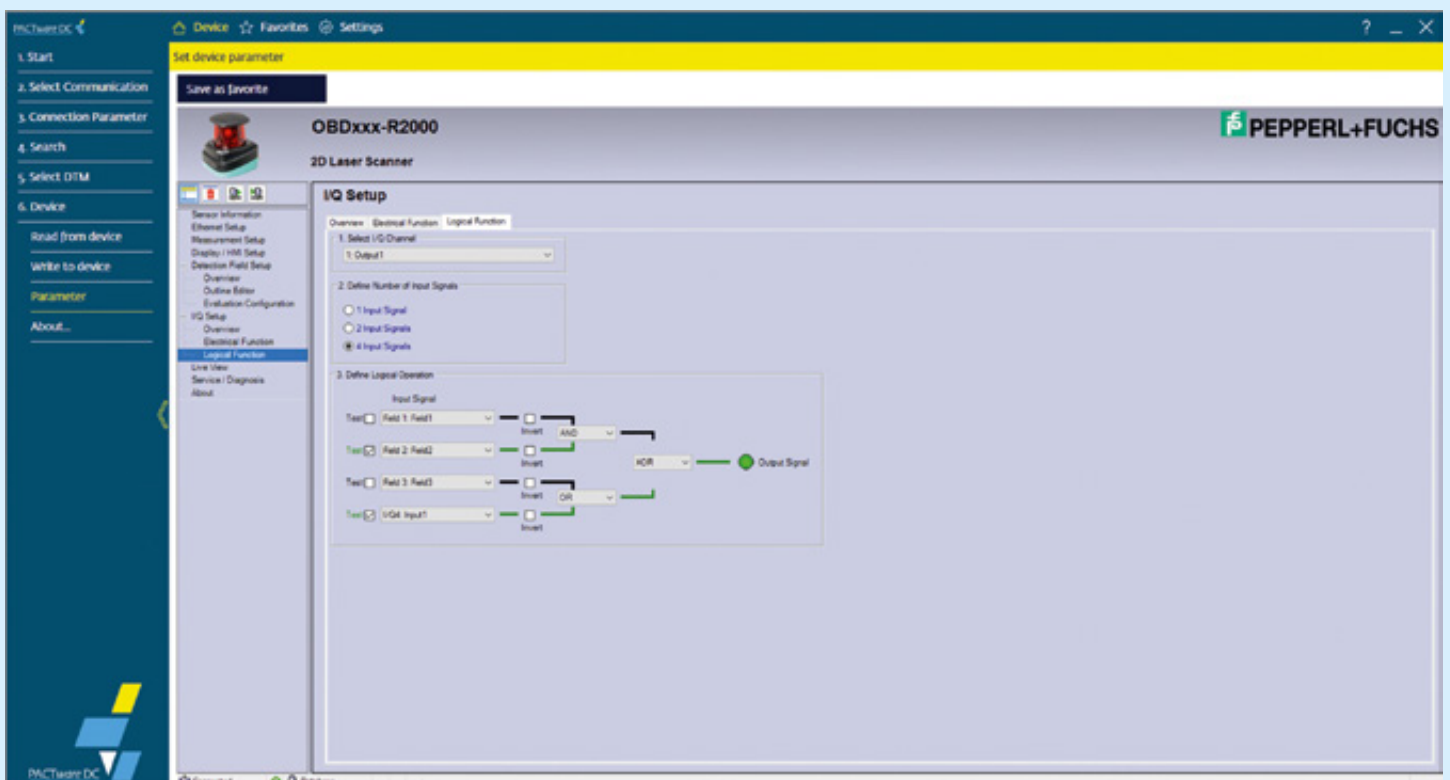 PACTware DC
Device Favorites Settings ? _ X
1. Start
2. Select Communication
3. Connection Parameter
4. Search
5. Select DTM
6. Device
Read from device
Write to device
Parameter
About...
PACTware DC
Set device parameter
Save as favorite
OBDxxx-R2000
2D Laser Scanner
PEPPERL+FUCHS
Sensor Information
Ethernet Setup
Measurement Setup
Display / HMI Setup
Detection Field Setup
Overview
Outline Editor
Evaluation Configuration
I/Q Setup
Overview
Electrical Function
Logical Function
Live View
Service / Diagnosis
About
I/Q Setup
Overview Electrical Function Logical Function
1. Select I/Q Channel
1: Output1
2. Define Number of Input Signals
1 Input Signal
2 Input Signals
4 Input Signals
3. Define Logical Operation
Input Signal
Test Field 1: Field1
Invert AND
Test Field 2: Field2
Invert XOR Output Signal
Test Field 3: Field3
Invert OR
Test I/Q4: Input1
Invert